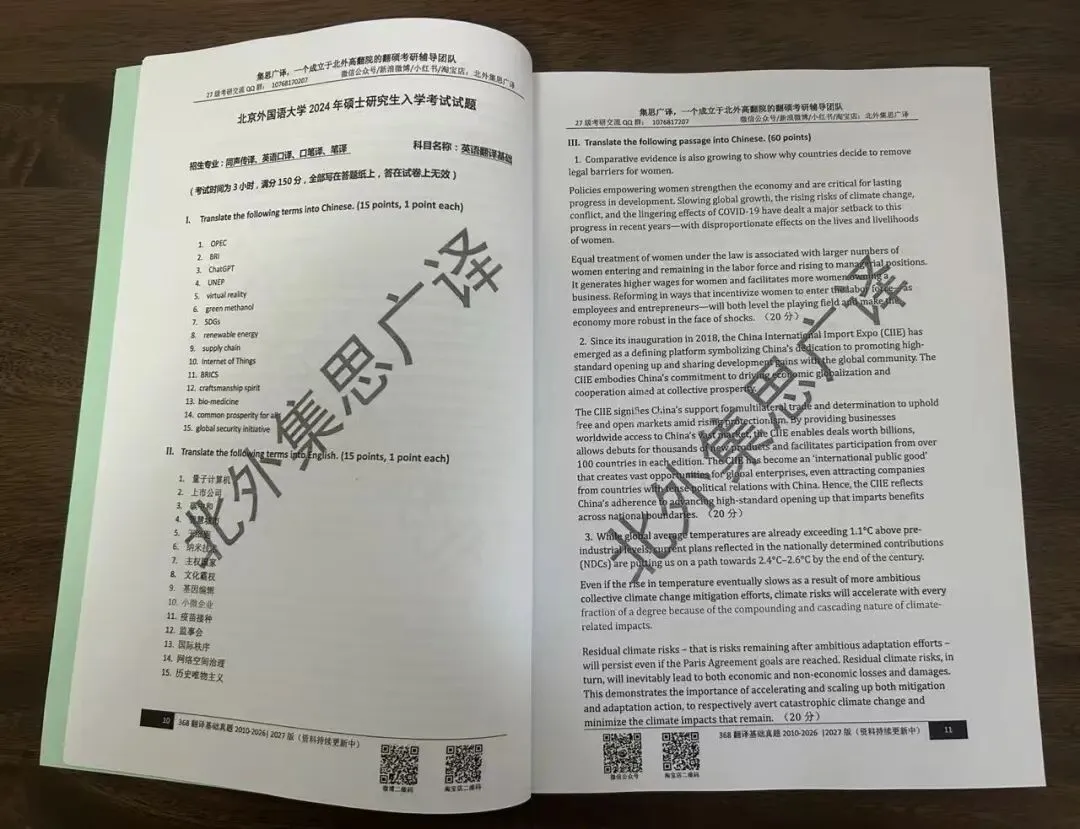 集思广译，一个成立于北外高翻院的翻硕考研辅导团队
27级考研交流QQ群： 1076817207 微信公众号/新浪微博/小红书/淘宝店：北外集思广译
北京外国语大学 2024 年硕士研究生入学考试试题
招生专业：同声传译、英语口译、口笔译、笔译 科目名称：英语翻译基础
（考试时间为 3 小时，满分 150 分，全部写在答题纸上，答在试卷上无效）
I. Translate the following terms into Chinese. (15 points, 1 point each)
1. OPEC
2. BRI
3. ChatGPT
4. UNEP
5. virtual reality
6. green methanol
7. SDGs
8. renewable energy
9. supply chain
10. Internet of Things
11. BRICS
12. craftsmanship spirit
13. bio-medicine
14. common prosperity for all
15. global security initiative
II. Translate the following terms into English. (15 points, 1 point each)
1. 量子计算机
2. 上市公司
3.
4.
5.
6. 纳米技术
7. 主权国家
8. 文化霸权
9. 基因编辑
10. 小微企业
11. 疫苗接种
12. 监事会
13. 国际秩序
14. 网络空间治理
15. 历史唯物主义
10 368 翻译基础真题 2010-2026| 2027 版（资料持续更新中）
微博二维码 淘宝店二维码
北外集思广译
集思广译，一个成立于北外高翻院的翻硕考研辅导团队
27级考研交流QQ群： 1076817207 微信公众号/新浪微博/小红书/淘宝店：北外集思广译
III. Translate the following passage into Chinese. (60 points)
1. Comparative evidence is also growing to show why countries decide to remove
legal barriers for women.
Policies empowering women strengthen the economy and are critical for lasting
progress in development. Slowing global growth, the rising risks of climate change,
conflict, and the lingering effects of COVID-19 have dealt a major setback to this
progress in recent years—with disproportionate effects on the lives and livelihoods
of women.
Equal treatment of women under the law is associated with larger numbers of
women entering and remaining in the labor force and rising to managerial positions.
It generates higher wages for women and facilitates more women owning a
business. Reforming in ways that incentivize women to enter the labor force—as
employees and entrepreneurs—will both level the playing field and make the
economy more robust in the face of shocks. （20 分）
2. Since its inauguration in 2018, the China International Import Expo (CIIE) has
emerged as a defining platform symbolizing China's dedication to promoting high-
standard opening up and sharing development gains with the global community. The
CIIE embodies China's commitment to driving economic globalization and
cooperation aimed at collective prosperity.
The CIIE signifies China's support for multilateral trade and determination to uphold
free and open markets amid rising protectionism. By providing businesses
worldwide access to China's vast market, the CIIE enables deals worth billions,
allows debuts for thousands of new products and facilitates participation from over
100 countries in each edition. The CIIE has become an 'international public good'
that creates vast opportunities for global enterprises, even attracting companies
from countries with tense political relations with China. Hence, the CIIE reflects
China's adherence to advancing high-standard opening up that imparts benefits
across national boundaries. （20 分）
3. While global average temperatures are already exceeding 1.1°C above pre-
industrial levels, current plans reflected in the nationally determined contributions
(NDCs) are putting us on a path towards 2.4°C–2.6°C by the end of the century.
Even if the rise in temperature eventually slows as a result of more ambitious
collective climate change mitigation efforts, climate risks will accelerate with every
fraction of a degree because of the compounding and cascading nature of climate-
related impacts.
Residual climate risks – that is risks remaining after ambitious adaptation efforts –
will persist even if the Paris Agreement goals are reached. Residual climate risks, in
turn, will inevitably lead to both economic and non-economic losses and damages.
This demonstrates the importance of accelerating and scaling up both mitigation
and adaptation action, to respectively avert catastrophic climate change and
minimize the climate impacts that remain. （20 分）
368 翻译基础真题 2010-2026 |2027 版（资料持续更新中） 11
微信公众号 淘宝店二维码
北外集思广译